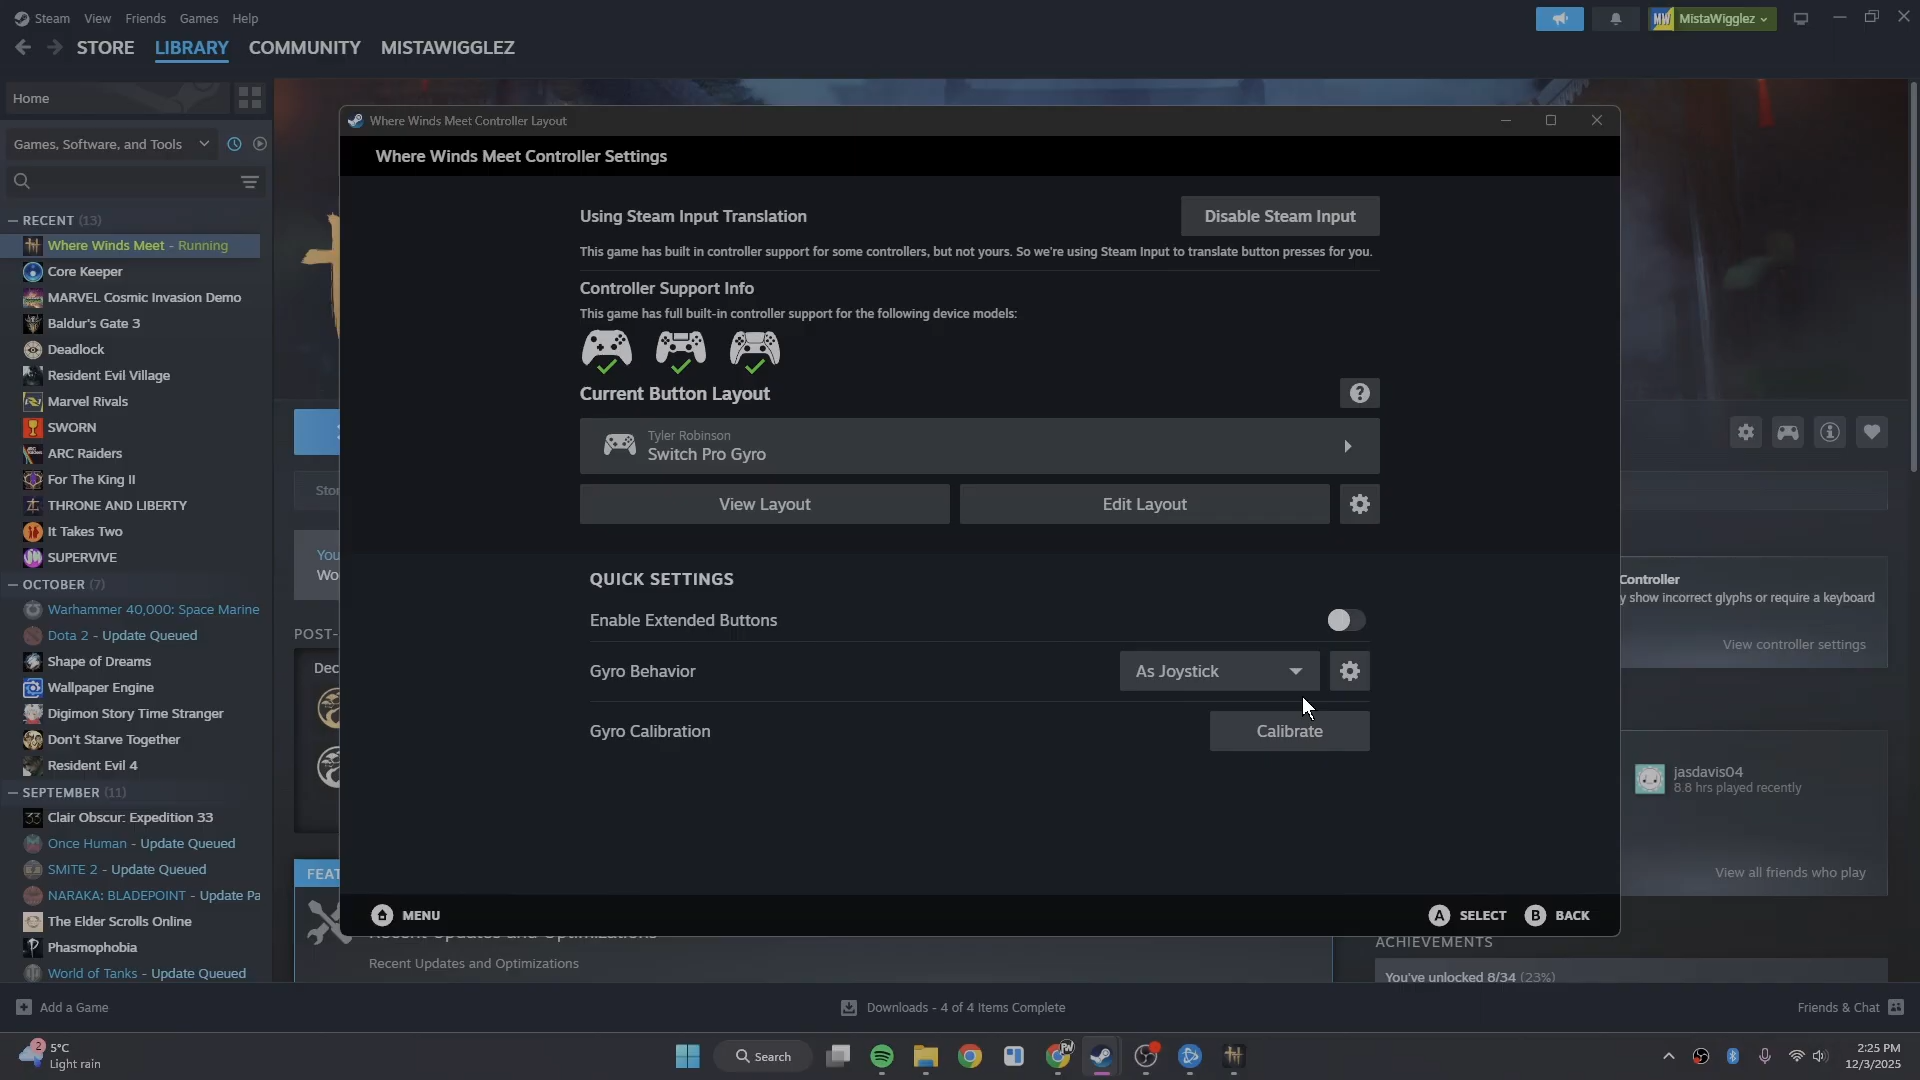 Steam View Friends Games Help
MW MistaWigglez
STORE LIBRARY COMMUNITY MISTAWIGGLEZ
Home
Games, Software, and Tools
RECENT (13)
Where Winds Meet - Running
Core Keeper
MARVEL Cosmic Invasion Demo
Baldur's Gate 3
Deadlock
Resident Evil Village
Marvel Rivals
SWORN
ARC Raiders
For The King II
THRONE AND LIBERTY
It Takes Two
SUPERVIVE
OCTOBER (7)
Warhammer 40,000: Space Marine
Dota 2 - Update Queued
Shape of Dreams
Wallpaper Engine
Digimon Story Time Stranger
Don't Starve Together
Resident Evil 4
SEPTEMBER (11)
Clair Obscur: Expedition 33
Once Human - Update Queued
SMITE 2 - Update Queued
NARAKA: BLADEPOINT - Update Pa
The Elder Scrolls Online
Phasmophobia
World of Tanks - Update Queued
Where Winds Meet Controller Layout
Where Winds Meet Controller Settings
Using Steam Input Translation
Disable Steam Input
This game has built in controller support for some controllers, but not yours. So we're using Steam Input to translate button presses for you.
Controller Support Info
This game has full built-in controller support for the following device models:
Current Button Layout
?
Tyler Robinson
Switch Pro Gyro
View Layout
Edit Layout
QUICK SETTINGS
Enable Extended Buttons
Gyro Behavior
As Joystick
Gyro Calibration
Calibrate
MENU
A SELECT B BACK
Stor
You
Wo
POST-
Dec
FEAT
Recent Updates and Optimizations
Recent Updates and Optimizations
Controller
y show incorrect glyphs or require a keyboard
View controller settings
jasdavis04
8.8 hrs played recently
View all friends who play
ACHIEVEMENTS
You've unlocked 8/34 (23%)
Add a Game
Downloads - 4 of 4 Items Complete
Friends & Chat
2
5°C
Light rain
Search
2:25 PM
12/3/2025